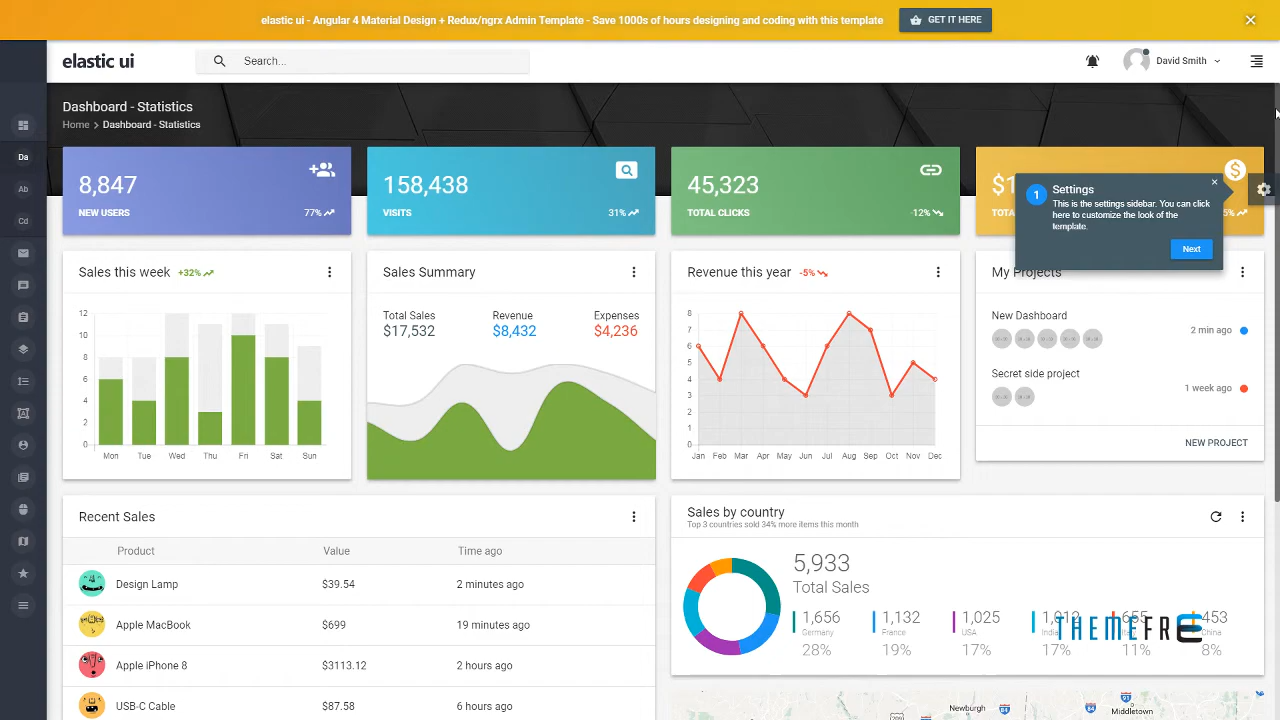 elastic ui - Angular 4 Material Design + Redux/ngrx Admin Template - Save 1000s of hours designing and coding with this template
GET IT HERE
elastic ui
Search...
David Smith
Dashboard - Statistics
Home
Dashboard - Statistics
Da
Ab
Cd
8,847
NEW USERS
77%
158,438
VISITS
31%
45,323
TOTAL CLICKS
-12%
1
Settings
This is the settings sidebar. You can click
here to customize the look of the
template.
Next
Sales this week
+32%
12
10
8
6
4
2
0
Mon Tue Wed Thu Fri Sat Sun
Sales Summary
Total Sales Revenue Expenses
$17,532 $8,432 $4,236
Revenue this year
-5%
8
7
6
5
4
3
2
1
0
Jan Feb Mar Apr May Jun Jul Aug Sep Oct Nov Dec
My Projects
New Dashboard
2 min ago
Secret side project
1 week ago
NEW PROJECT
Recent Sales
Product Value Time ago
Design Lamp $39.54 2 minutes ago
Apple MacBook $699 19 minutes ago
Apple iPhone 8 $3113.12 2 hours ago
USB-C Cable $87.58 6 hours ago
Sales by country
Top 3 countries sold 34% more items this month
5,933
Total Sales
1,656 1,132 1,025 1,012 655 453
Germany France USA India China
28% 19% 17% 17% 11% 8%
THEMEFRE
Newburgh
Middletown
84
84